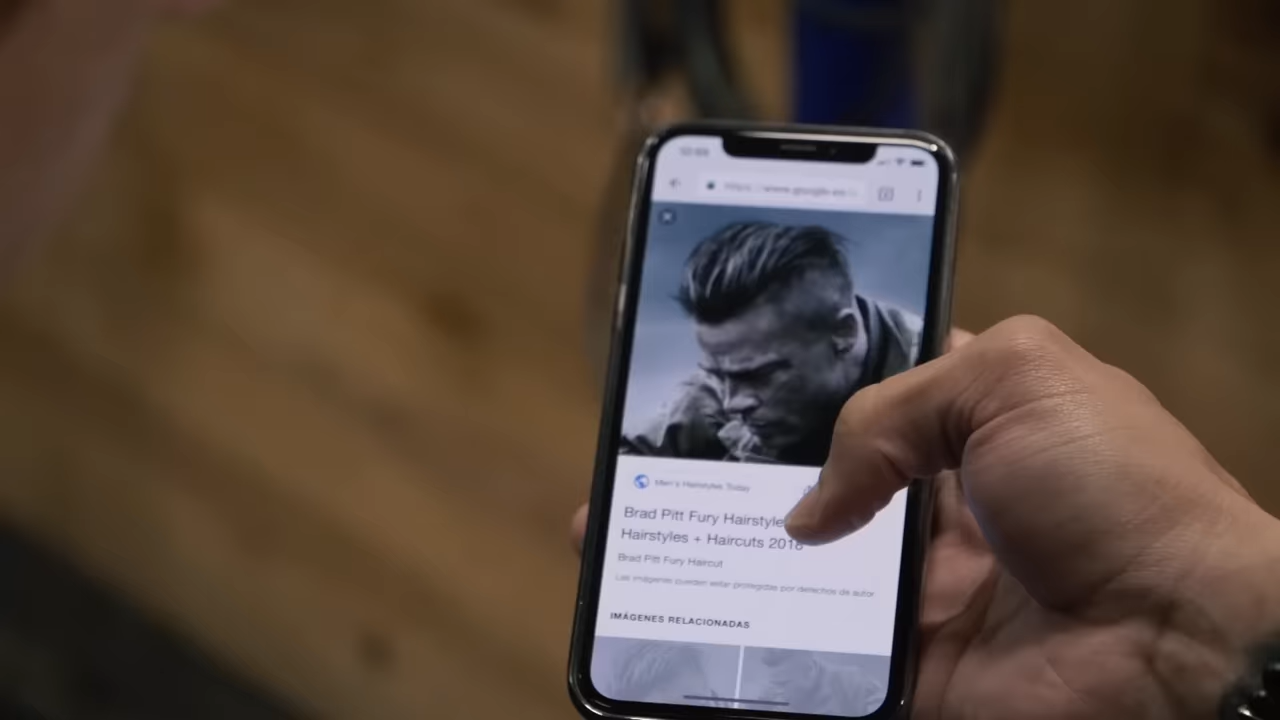 Men's Hairstyles Today
Brad Pitt Fury Hairstyle
Hairstyles + Haircuts 2018
Brad Pitt Fury Haircut
Las imágenes pueden estar protegidas por derechos de autor
IMÁGENES RELACIONADAS